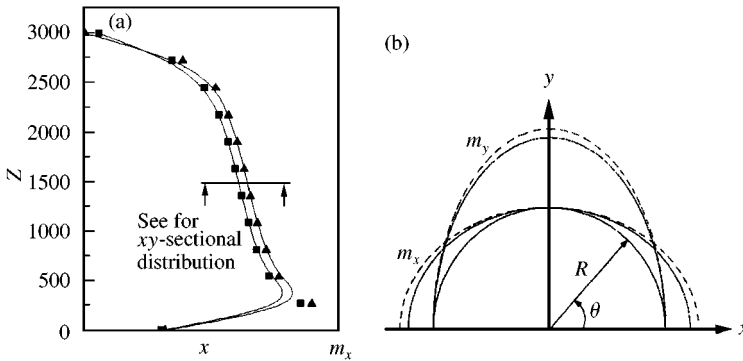 (a)
3000
2500
2000
1500
1000
500
0
Z
See for
xy-sectional
distribution
x
m_x
(b)
y
m_y
m_x
R
θ
x